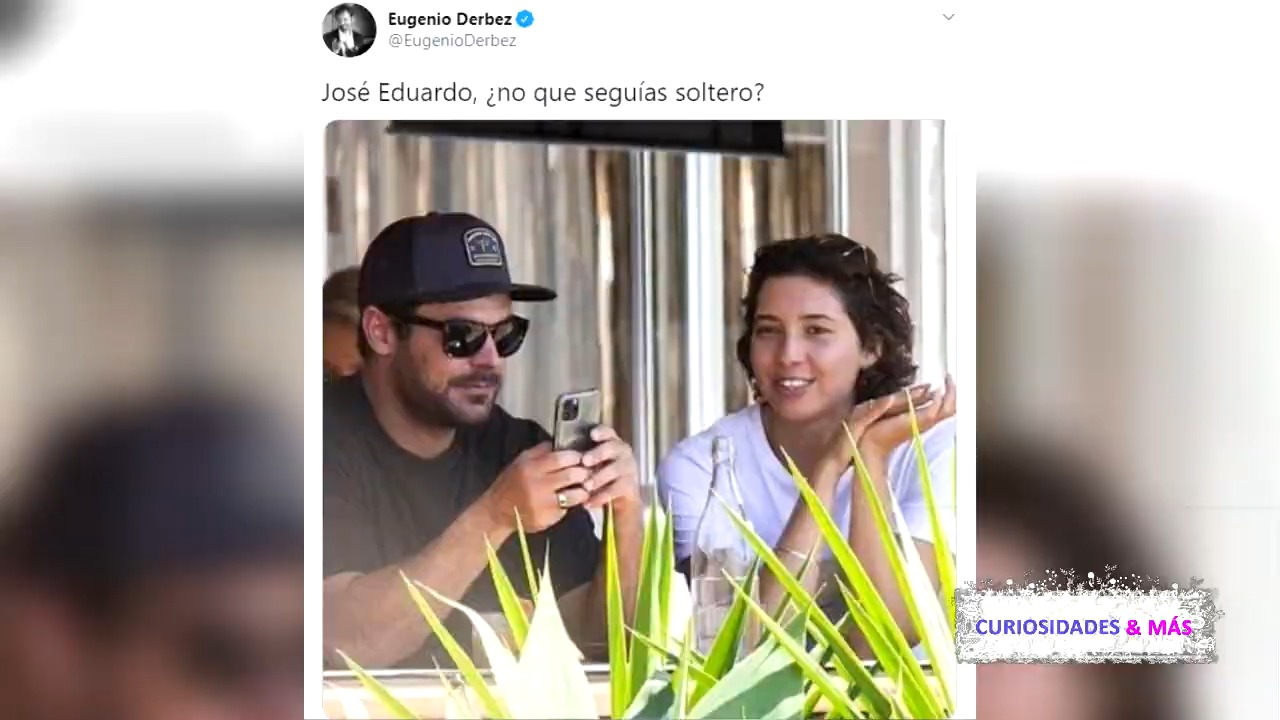 Eugenio Derbez
@EugenioDerbez
José Eduardo, ¿no que seguías soltero?
CURIOSIDADES & MÁS